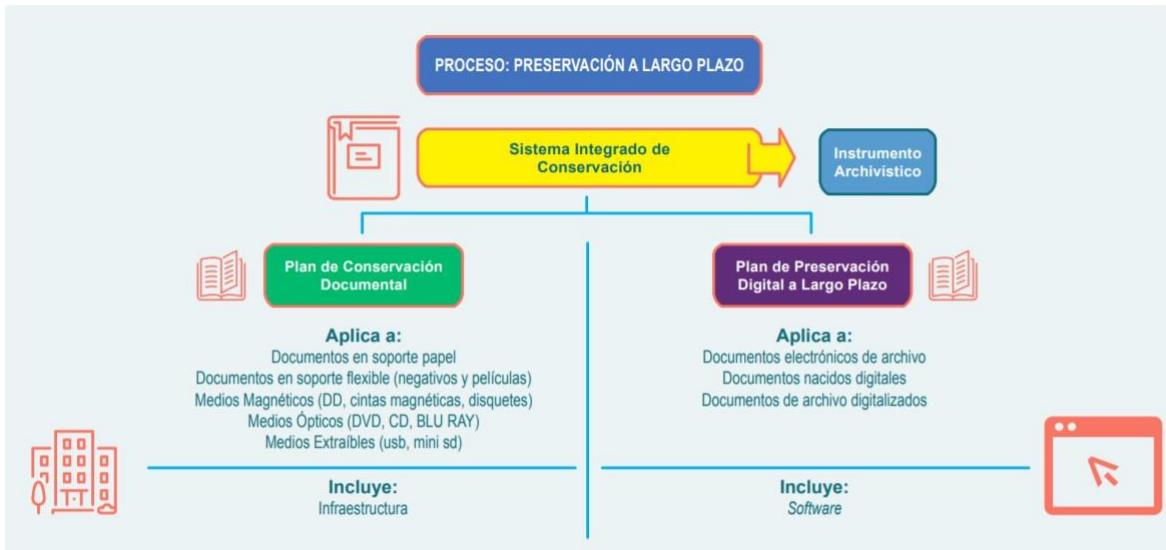 PROCESO: PRESERVACIÓN A LARGO PLAZO
Sistema Integrado de
Conservación
Instrumento
Archivístico
Plan de Conservación
Documental
Aplica a:
Documentos en soporte papel
Documentos en soporte flexible (negativos y películas)
Medios Magnéticos (DD, cintas magnéticas, disquetes)
Medios Ópticos (DVD, CD, BLU RAY)
Medios Extraíbles (usb, mini sd)
Incluye:
Infraestructura
Plan de Preservación
Digital a Largo Plazo
Aplica a:
Documentos electrónicos de archivo
Documentos nacidos digitales
Documentos de archivo digitalizados
Incluye:
Software